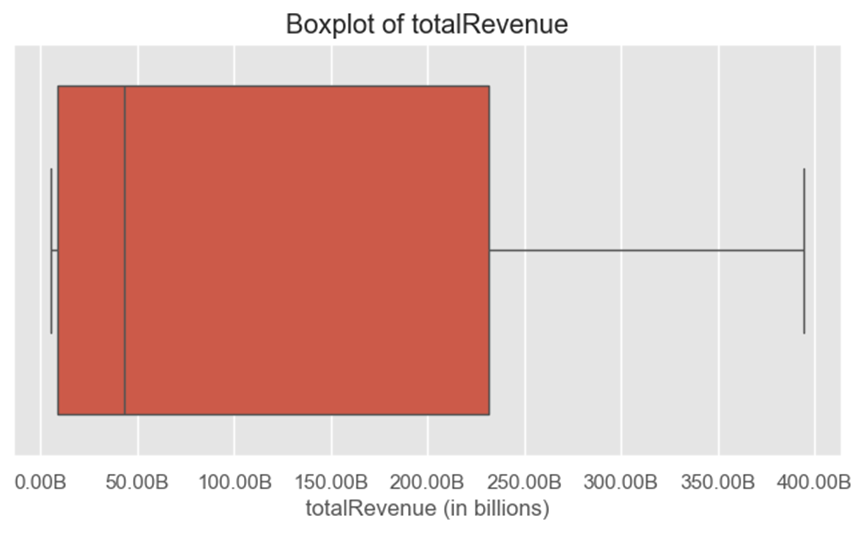 Boxplot of totalRevenue
0.00B 50.00B 100.00B 150.00B 200.00B 250.00B 300.00B 350.00B 400.00B
totalRevenue (in billions)